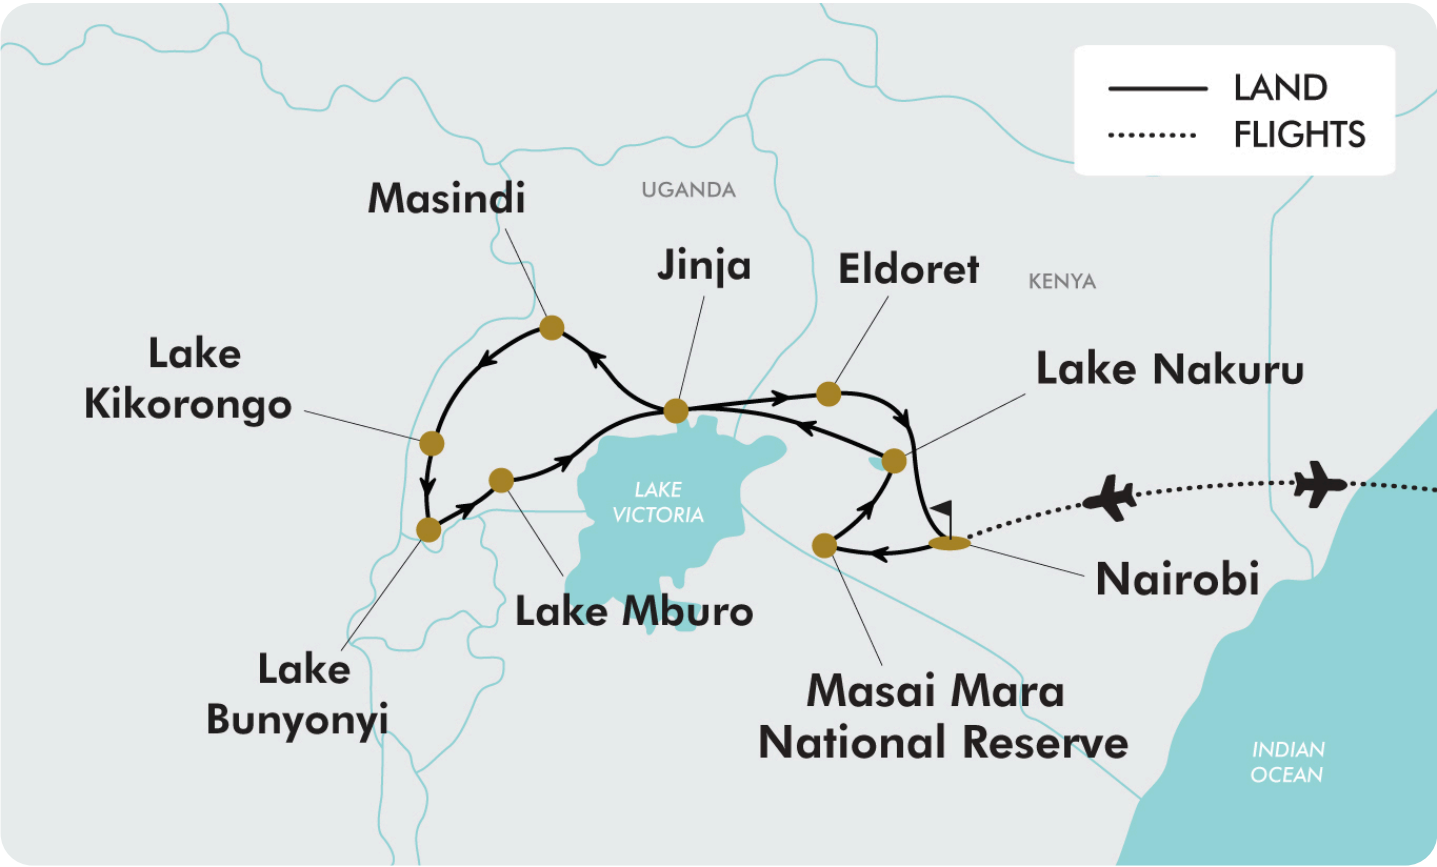 LAND
FLIGHTS
Masindi
UGANDA
Jinja
Eldoret
KENYA
Lake
Kikorongo
Lake Nakuru
LAKE
VICTORIA
Nairobi
Lake Mburo
Lake
Bunyonyi
Masai Mara
National Reserve
INDIAN
OCEAN